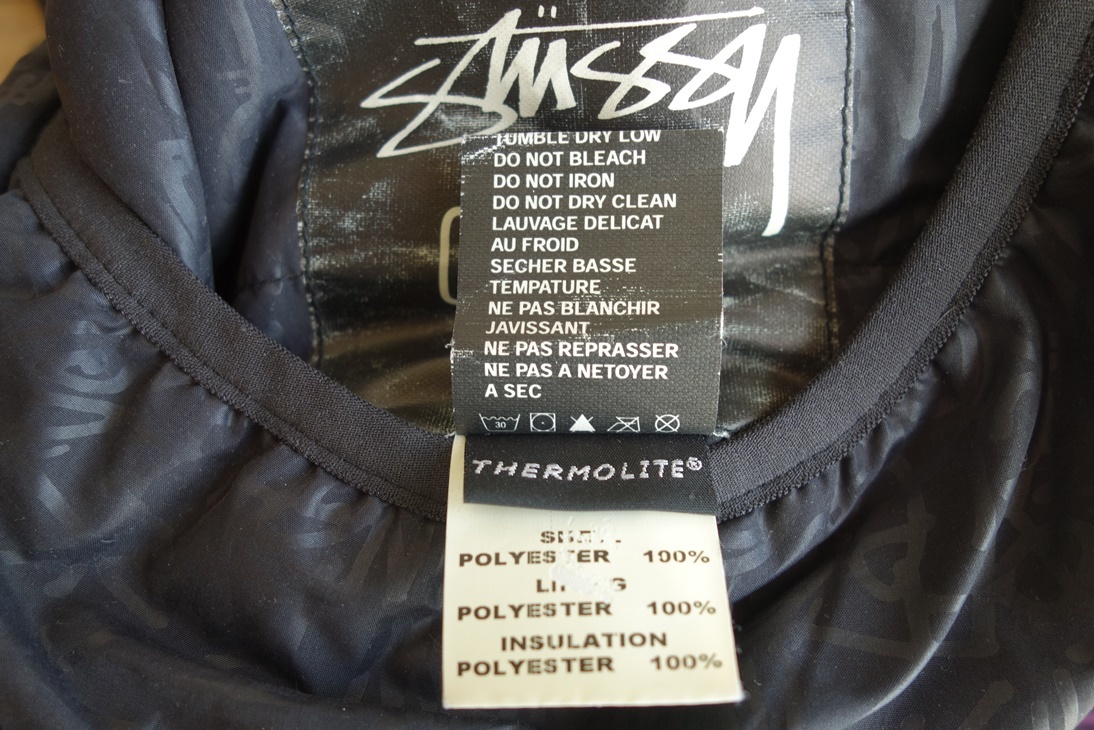 Stüssy
TUMBLE DRY LOW
DO NOT BLEACH
DO NOT IRON
DO NOT DRY CLEAN
LAUVAGE DELICAT
AU FROID
SECHER BASSE
TEMPATURE
NE PAS BLANCHIR
JAVISSANT
NE PAS REPRASSER
NE PAS A NETOYER
A SEC
30
THERMOLITE®
POLYESTER 100%
POLYESTER 100%
INSULATION
POLYESTER 100%